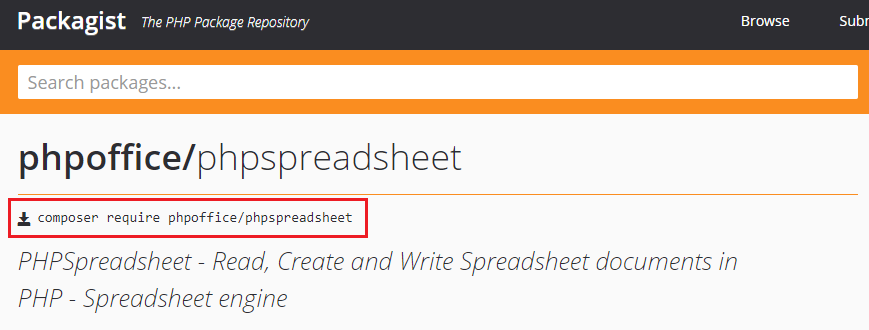 Packagist The PHP Package Repository Browse Subr
Search packages...
phpoffice/phpspreadsheet
composer require phpoffice/phpspreadsheet
PHPSpreadsheet - Read, Create and Write Spreadsheet documents in
PHP - Spreadsheet engine